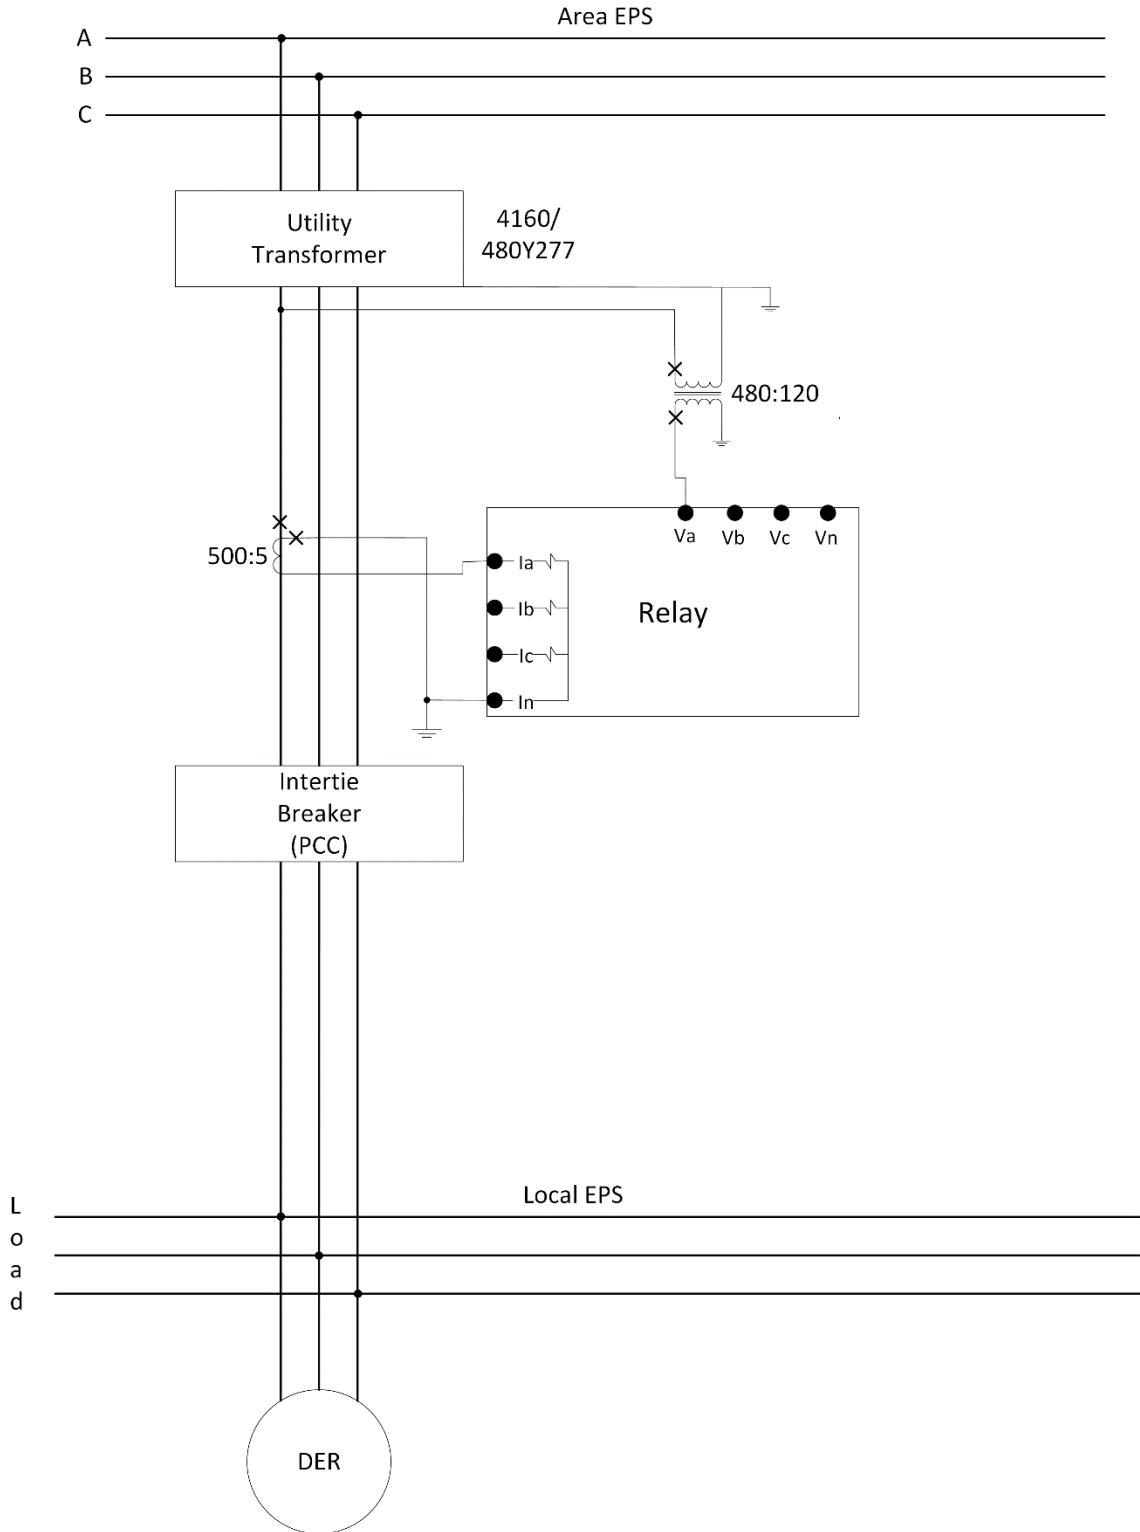 Area EPS
A
B
C
Utility
Transformer
4160/
480Y277
480:120
Va
Vb
Vc
Vn
500:5
Ia
Ib
Ic
In
Relay
Intertie
Breaker
(PCC)
Local EPS
L
o
a
d
DER